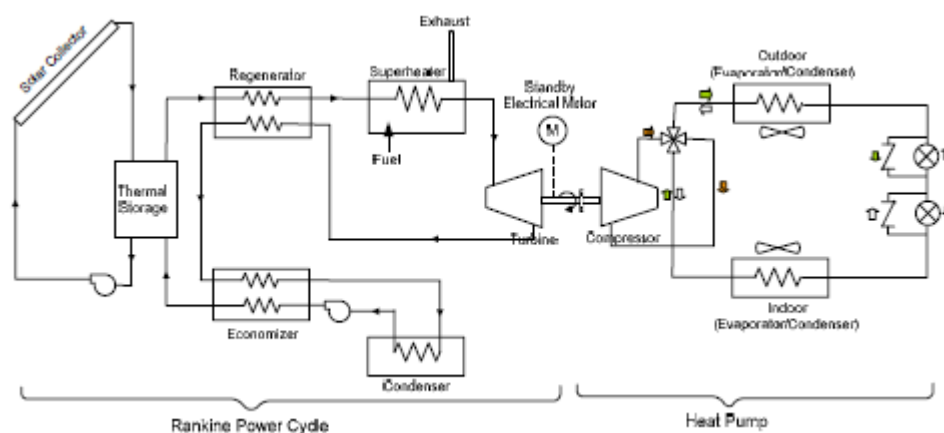 Exhaust
Solar Collector
Regenerator
Superheater
Standby
Electrical Motor
M
Outdoor
(Evaporator/Condenser)
Fuel
Thermal
Storage
Turbine
Compressor
Indoor
(Evaporator/Condenser)
Economizer
Condenser
Rankine Power Cycle
Heat Pump